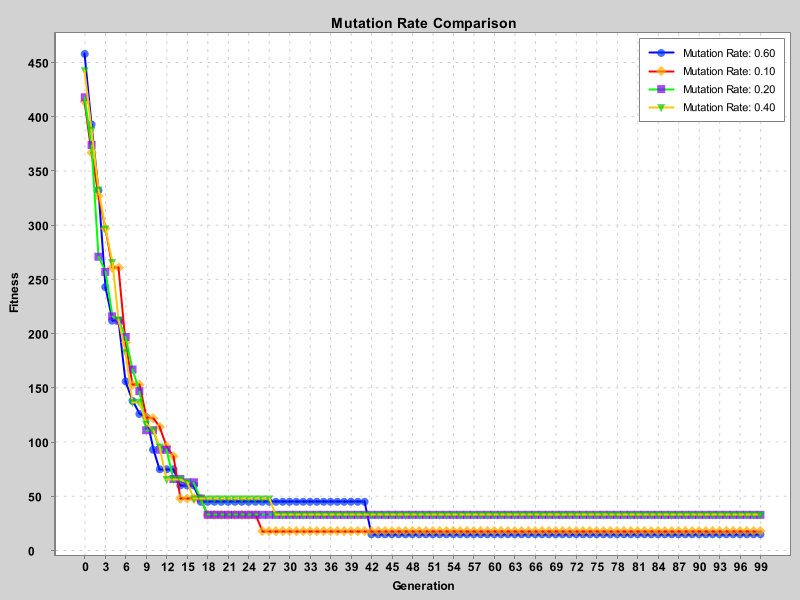 Mutation Rate Comparison
Mutation Rate: 0.60
Mutation Rate: 0.10
Mutation Rate: 0.20
Mutation Rate: 0.40
Fitness
450
400
350
300
250
200
150
100
50
0
0 3 6 9 12 15 18 21 24 27 30 33 36 39 42 45 48 51 54 57 60 63 66 69 72 75 78 81 84 87 90 93 96 99
Generation